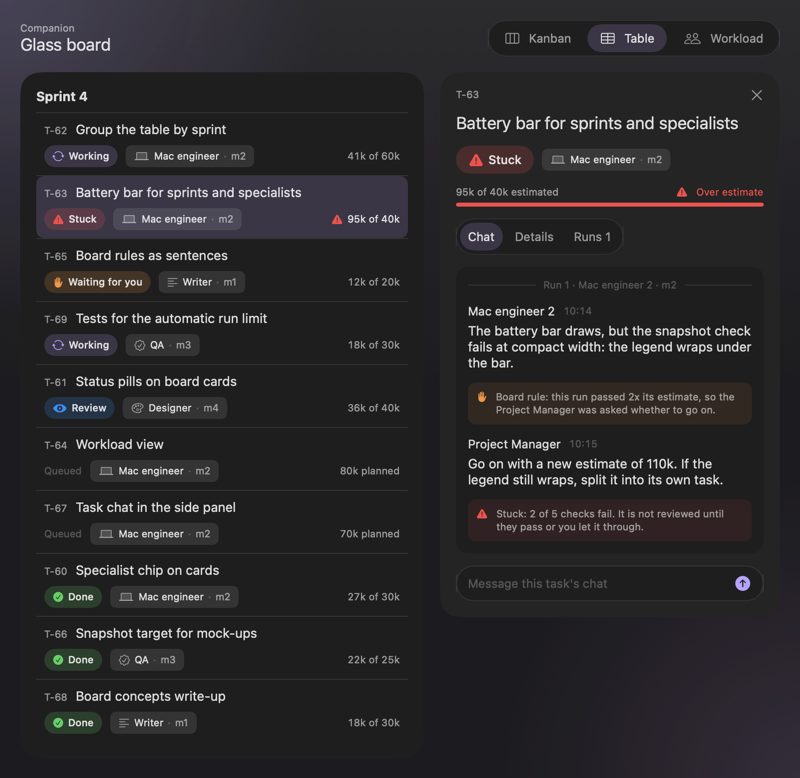 Companion
Glass board
Kanban
Table
Workload
Sprint 4
T-62 Group the table by sprint
Working Mac engineer · m2 41k of 60k
T-63 Battery bar for sprints and specialists
Stuck Mac engineer · m2 95k of 40k
T-65 Board rules as sentences
Waiting for you Writer · m1 12k of 20k
T-69 Tests for the automatic run limit
Working QA · m3 18k of 30k
T-61 Status pills on board cards
Review Designer · m4 36k of 40k
T-64 Workload view
Queued Mac engineer · m2 80k planned
T-67 Task chat in the side panel
Queued Mac engineer · m2 70k planned
T-60 Specialist chip on cards
Done Mac engineer · m2 27k of 30k
T-66 Snapshot target for mock-ups
Done QA · m3 22k of 25k
T-68 Board concepts write-up
Done Writer · m1 18k of 30k
T-63
Battery bar for sprints and specialists
Stuck Mac engineer · m2
95k of 40k estimated Over estimate
Chat Details Runs 1
Run 1 · Mac engineer 2 · m2
Mac engineer 2 10:14
The battery bar draws, but the snapshot check
fails at compact width: the legend wraps under
the bar.
Board rule: this run passed 2x its estimate, so the
Project Manager was asked whether to go on.
Project Manager 10:15
Go on with a new estimate of 110k. If the
legend still wraps, split it into its own task.
Stuck: 2 of 5 checks fail. It is not reviewed until
they pass or you let it through.
Message this task's chat